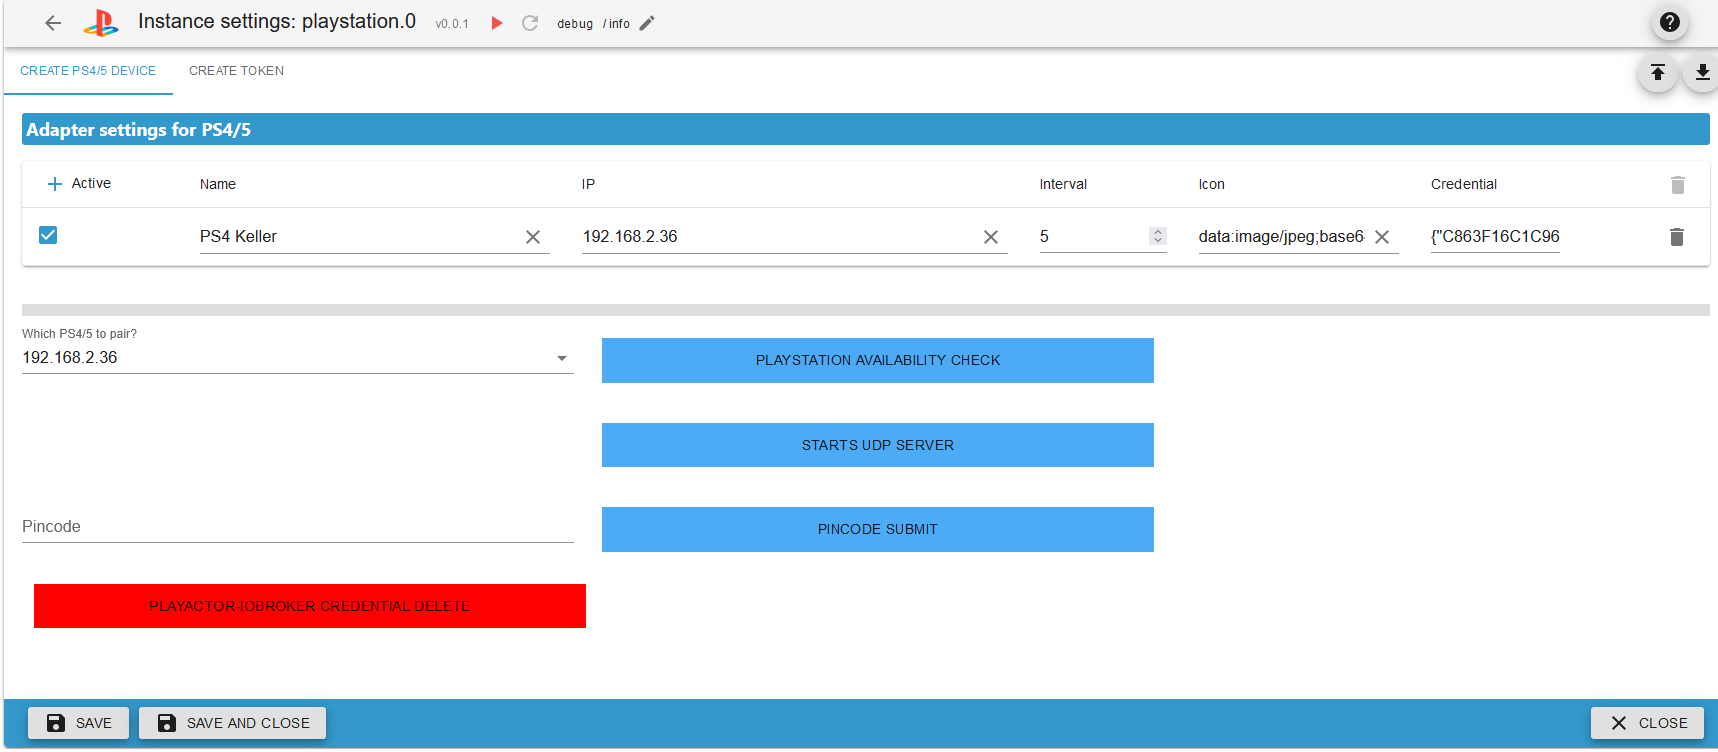 Instance settings: playstation.0 v0.0.1 debug / info
CREATE PS4/5 DEVICE CREATE TOKEN
Adapter settings for PS4/5
Active Name IP Interval Icon Credential
PS4 Keller 192.168.2.36 5 data:image/jpeg;base6 {"C863F16C1C96
Which PS4/5 to pair?
192.168.2.36
PLAYSTATION AVAILABILITY CHECK
STARTS UDP SERVER
Pincode
PINCODE SUBMIT
PLAYACTOR-IOBROKER CREDENTIAL DELETE
SAVE SAVE AND CLOSE CLOSE